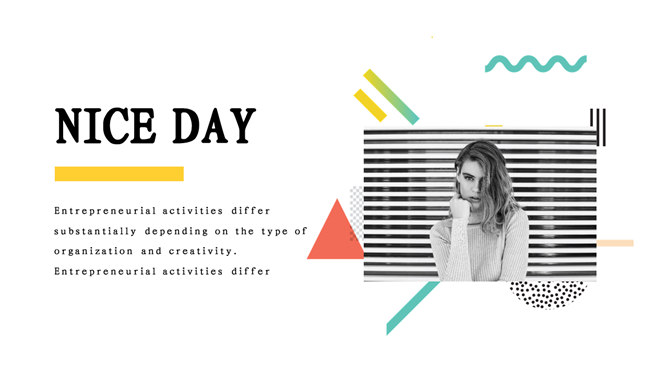 NICE DAY
Entrepreneurial activities differ
substantially depending on the type of
organization and creativity.
Entrepreneurial activities differ